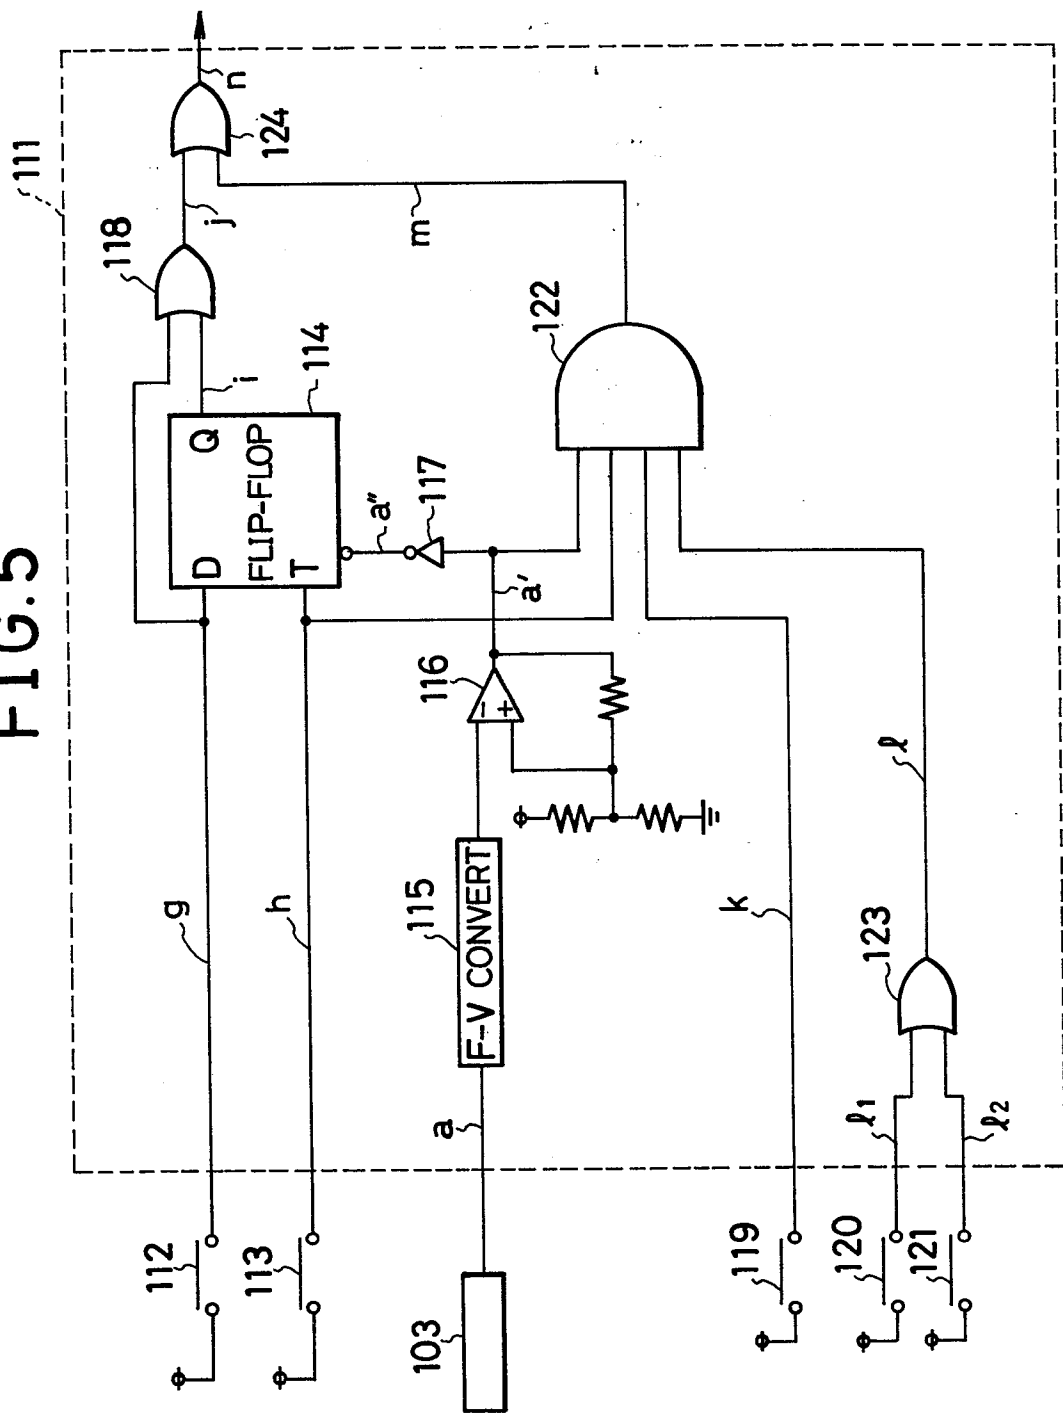 FIG.5
111
112
g
D
Q
FLIP-FLOP
T
114
118
i
j
124
n
113
h
a"
117
103
a
115
F-V CONVERT
116
−
+
a'
122
m
119
k
120
ℓ1
121
ℓ2
123
ℓ